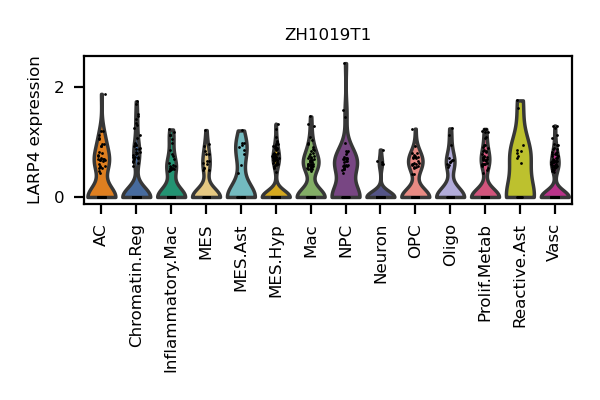 ZH1019T1
LARP4 expression
2
0
AC
Chromatin.Reg
Inflammatory.Mac
MES
MES.Ast
MES.Hyp
Mac
NPC
Neuron
OPC
Oligo
Prolif.Metab
Reactive.Ast
Vasc